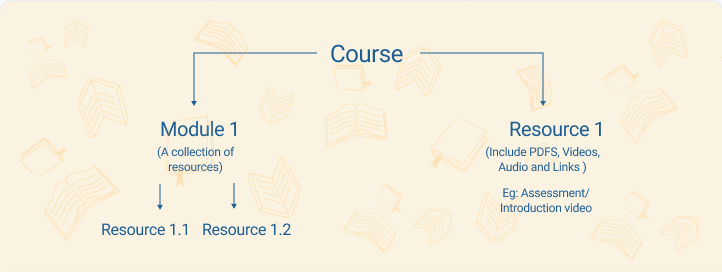 Course
Module 1
(A collection of
resources)
Resource 1.1
Resource 1.2
Resource 1
(Include PDFS, Videos,
Audio and Links )
Eg: Assessment/
Introduction video